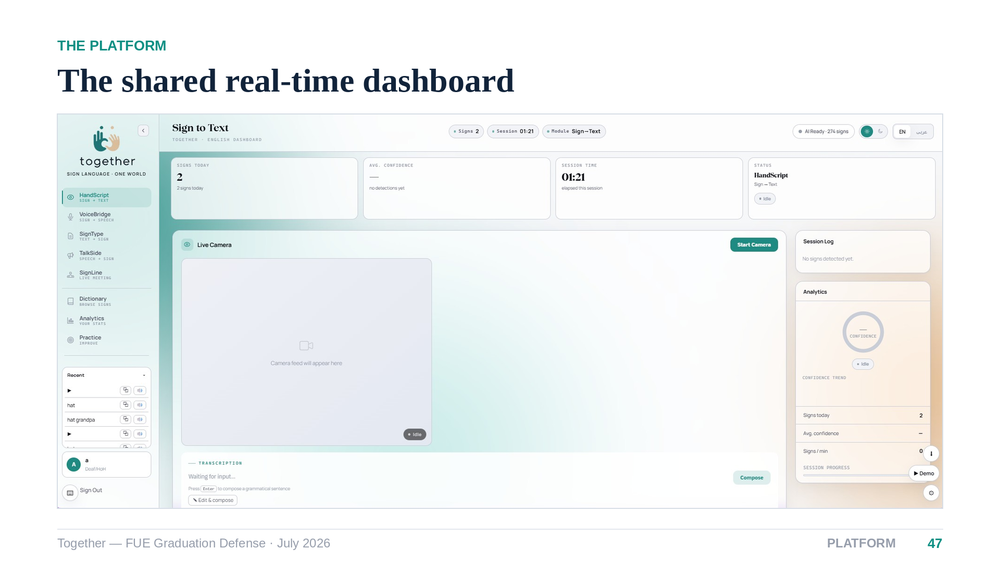 THE PLATFORM
The shared real-time dashboard
together
SIGN LANGUAGE · ONE WORLD
HandScript
SIGN → TEXT
VoiceBridge
SIGN → SPEECH
SignType
TEXT → SIGN
TalkSide
SPEECH → SIGN
SignLine
LIVE MEETING
Dictionary
BROWSE SIGNS
Analytics
YOUR STATS
Practice
IMPROVE
Recent
hat
hat grandpa
A
a
Deaf/HoH
Sign Out
Sign to Text
TOGETHER · ENGLISH DASHBOARD
Signs 2
Session 01:21
Module Sign→Text
AI Ready · 274 signs
EN
عربى
SIGNS TODAY
2
2 signs today
AVG. CONFIDENCE
—
no detections yet
SESSION TIME
01:21
elapsed this session
STATUS
HandScript
Sign → Text
Idle
Live Camera
Start Camera
Camera feed will appear here
Idle
TRANSCRIPTION
Waiting for input...
Press Enter to compose a grammatical sentence
Edit & compose
Compose
Session Log
No signs detected yet.
Analytics
—
CONFIDENCE
Idle
CONFIDENCE TREND
Signs today 2
Avg. confidence —
Signs / min 0
SESSION PROGRESS
Demo
Together — FUE Graduation Defense · July 2026
PLATFORM 47